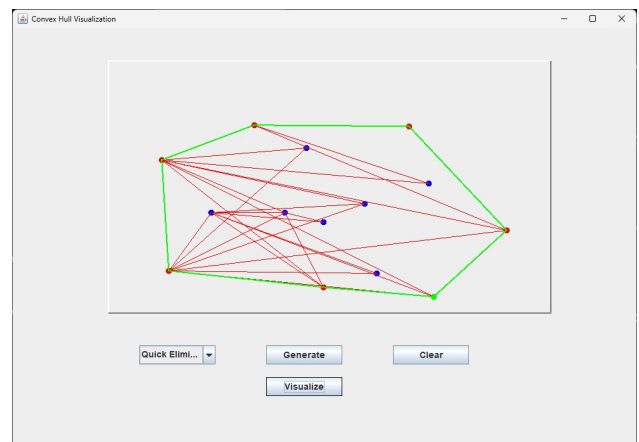 Convex Hull Visualization
Quick Elimi...
Generate
Clear
Visualize